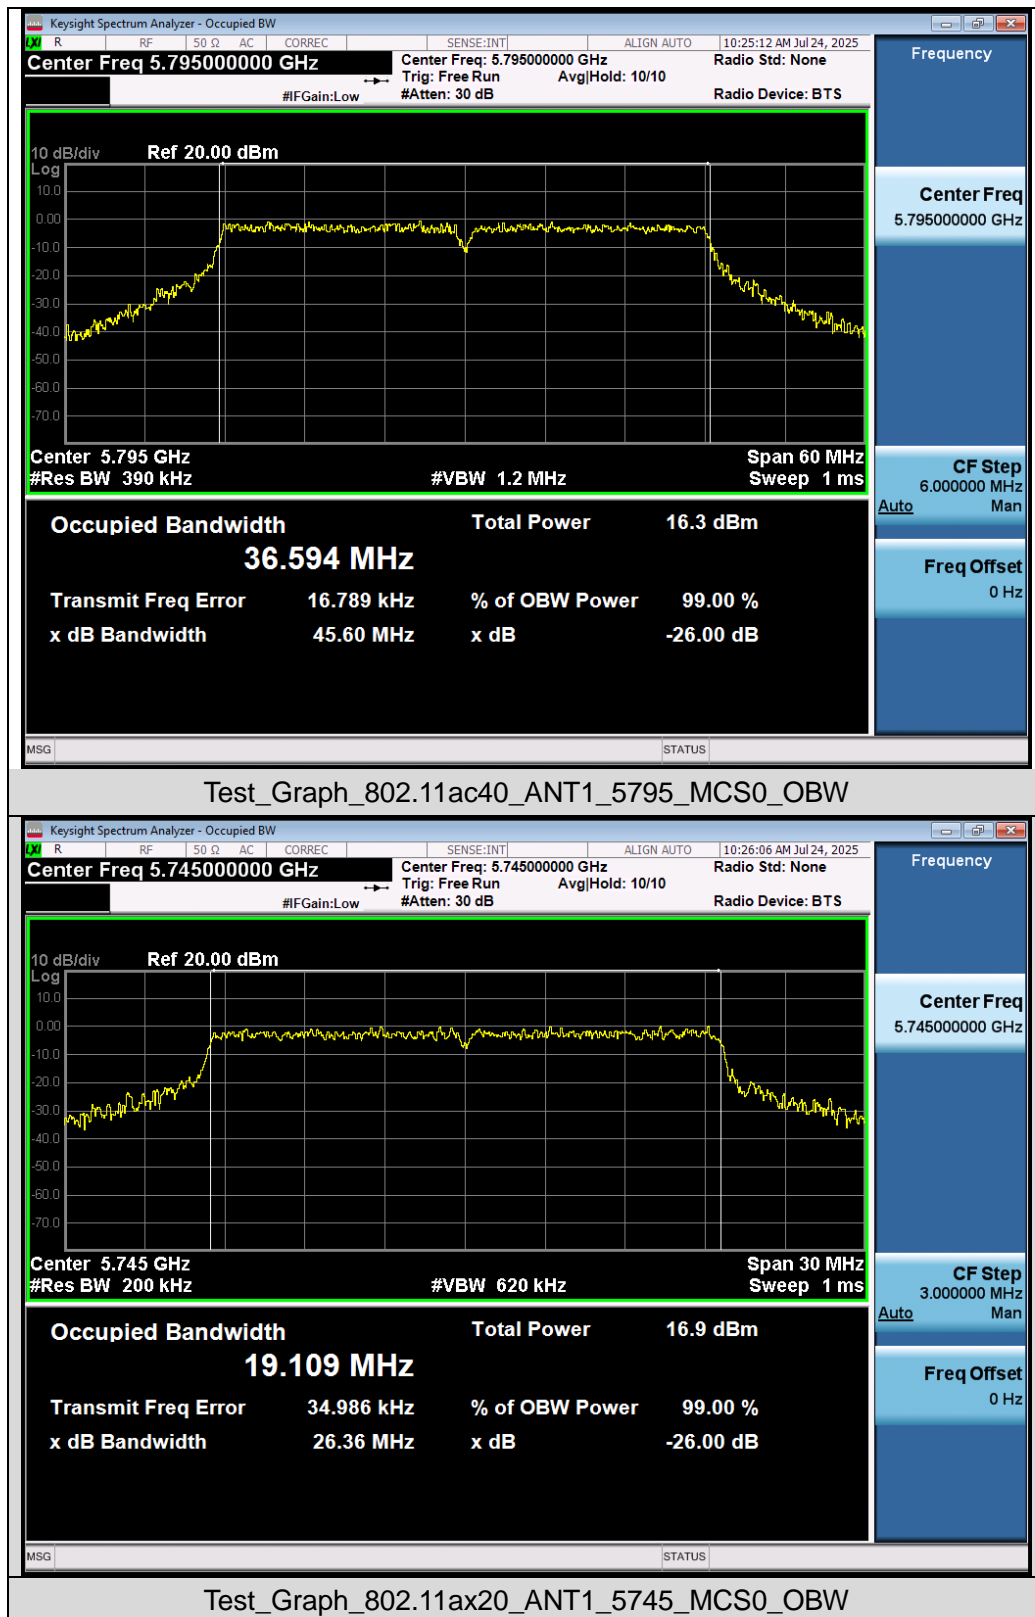 Keysight Spectrum Analyzer - Occupied BW
LXI R RF 50 Ω AC CORREC SENSE:INT ALIGN AUTO 10:25:12 AM Jul 24, 2025
Center Freq 5.795000000 GHz
Center Freq: 5.795000000 GHz
Radio Std: None
Trig: Free Run Avg|Hold: 10/10
#IFGain:Low
#Atten: 30 dB
Radio Device: BTS
Frequency
10 dB/div Ref 20.00 dBm
Log
10.0
0.00
-10.0
-20.0
-30.0
-40.0
-50.0
-60.0
-70.0
Center 5.795 GHz
Span 60 MHz
#Res BW 390 kHz
#VBW 1.2 MHz
Sweep 1 ms
Center Freq
5.795000000 GHz
CF Step
6.000000 MHz
Auto Man
Freq Offset
0 Hz
Occupied Bandwidth
Total Power 16.3 dBm
36.594 MHz
Transmit Freq Error 16.789 kHz % of OBW Power 99.00 %
x dB Bandwidth 45.60 MHz x dB -26.00 dB
MSG STATUS
Test_Graph_802.11ac40_ANT1_5795_MCS0_OBW
Keysight Spectrum Analyzer - Occupied BW
LXI R RF 50 Ω AC CORREC SENSE:INT ALIGN AUTO 10:26:06 AM Jul 24, 2025
Center Freq 5.745000000 GHz
Center Freq: 5.745000000 GHz
Radio Std: None
Trig: Free Run Avg|Hold: 10/10
#IFGain:Low
#Atten: 30 dB
Radio Device: BTS
Frequency
10 dB/div Ref 20.00 dBm
Log
10.0
0.00
-10.0
-20.0
-30.0
-40.0
-50.0
-60.0
-70.0
Center 5.745 GHz
Span 30 MHz
#Res BW 200 kHz
#VBW 620 kHz
Sweep 1 ms
Center Freq
5.745000000 GHz
CF Step
3.000000 MHz
Auto Man
Freq Offset
0 Hz
Occupied Bandwidth
Total Power 16.9 dBm
19.109 MHz
Transmit Freq Error 34.986 kHz % of OBW Power 99.00 %
x dB Bandwidth 26.36 MHz x dB -26.00 dB
MSG STATUS
Test_Graph_802.11ax20_ANT1_5745_MCS0_OBW